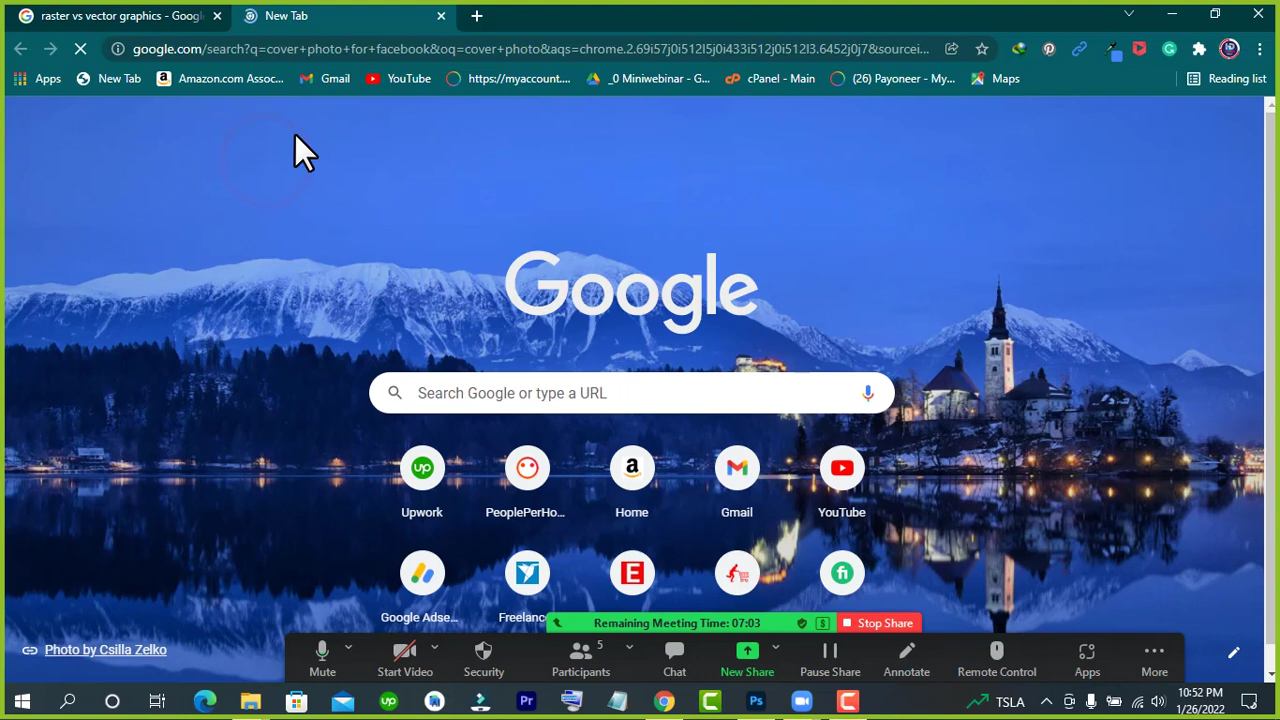 raster vs vector graphics - Google
New Tab
google.com/search?q=cover+photo+for+facebook&oq=cover+photo&aqs=chrome.2.69i57j0i512l5j0i433i512j0i512l3.6452j0j7&sourcei...
Apps
New Tab
Amazon.com Assoc...
Gmail
YouTube
https://myaccount....
_0 Miniwebinar - G...
cPanel - Main
(26) Payoneer - My...
Maps
Reading list
Google
Search Google or type a URL
Upwork
PeoplePerHo...
Home
Gmail
YouTube
Google Adse...
Freelanc
Remaining Meeting Time: 07:03
Stop Share
Photo by Csilla Zelko
5
Mute
Start Video
Security
Participants
Chat
New Share
Pause Share
Annotate
Remote Control
Apps
More
TSLA
10:52 PM
1/26/2022